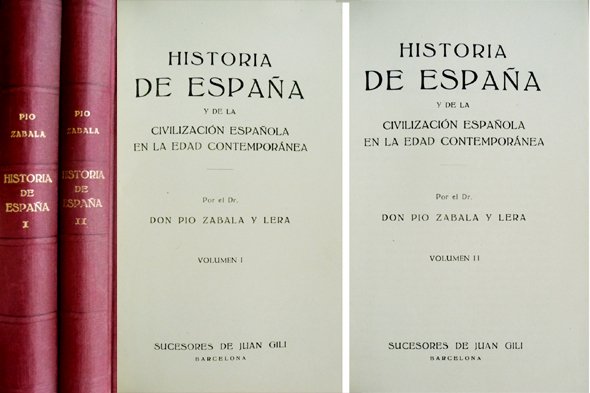 PIO
ZABALA
HISTORIA
DE
ESPAÑA
I
PIO
ZABALA
HISTORIA
DE
ESPAÑA
II
HISTORIA
DE ESPAÑA
Y DE LA
CIVILIZACIÓN ESPAÑOLA
EN LA EDAD CONTEMPORÁNEA
Por el Dr.
DON PIO ZABALA Y LERA
VOLUMEN I
SUCESORES DE JUAN GILI
BARCELONA
HISTORIA
DE ESPAÑA
Y DE LA
CIVILIZACIÓN ESPAÑOLA
EN LA EDAD CONTEMPORÁNEA
Por el Dr.
DON PIO ZABALA Y LERA
VOLUMEN II
SUCESORES DE JUAN GILI
BARCELONA